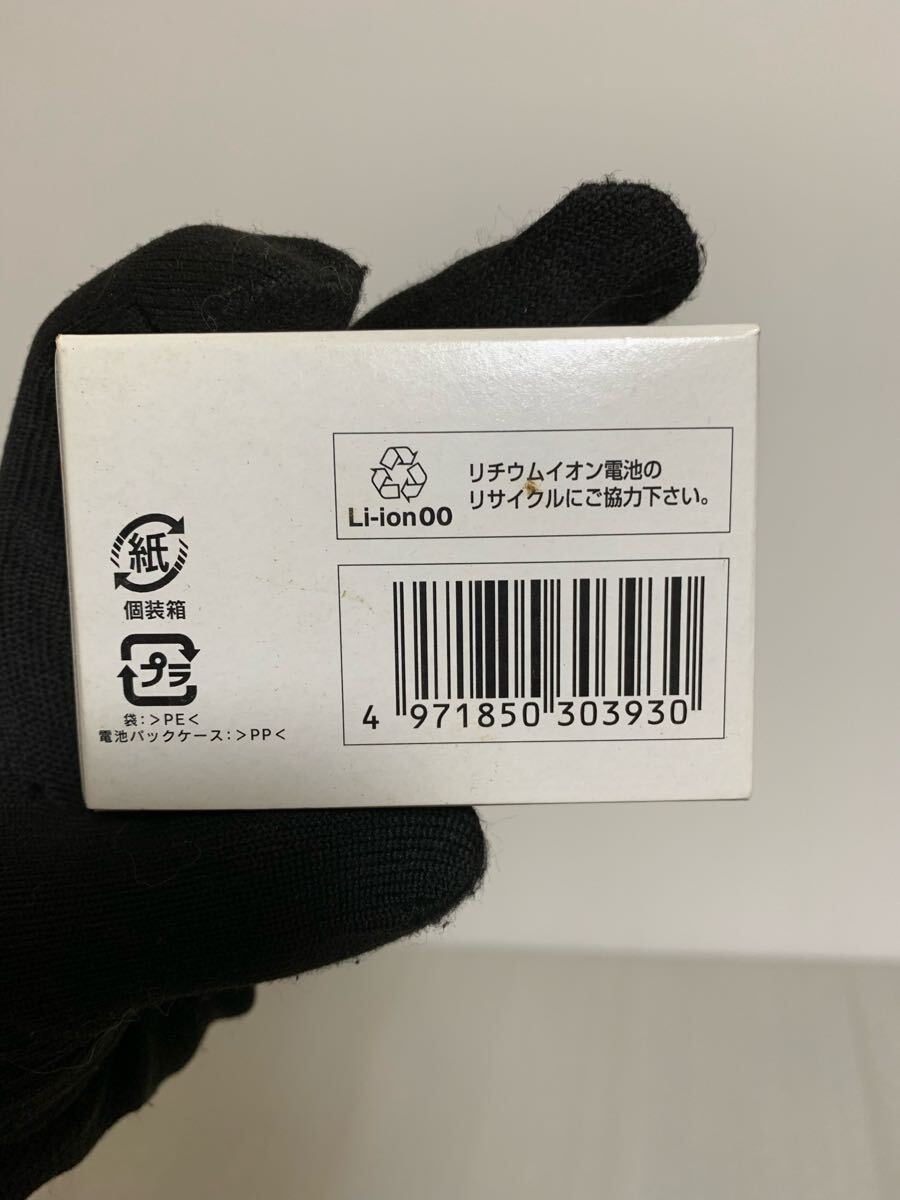 Li-ion00
リチウムイオン電池の
リサイクルにご協力下さい。
紙
個装箱
プラ
袋:>PE<
電池パックケース:>PP<
4 971850 303930